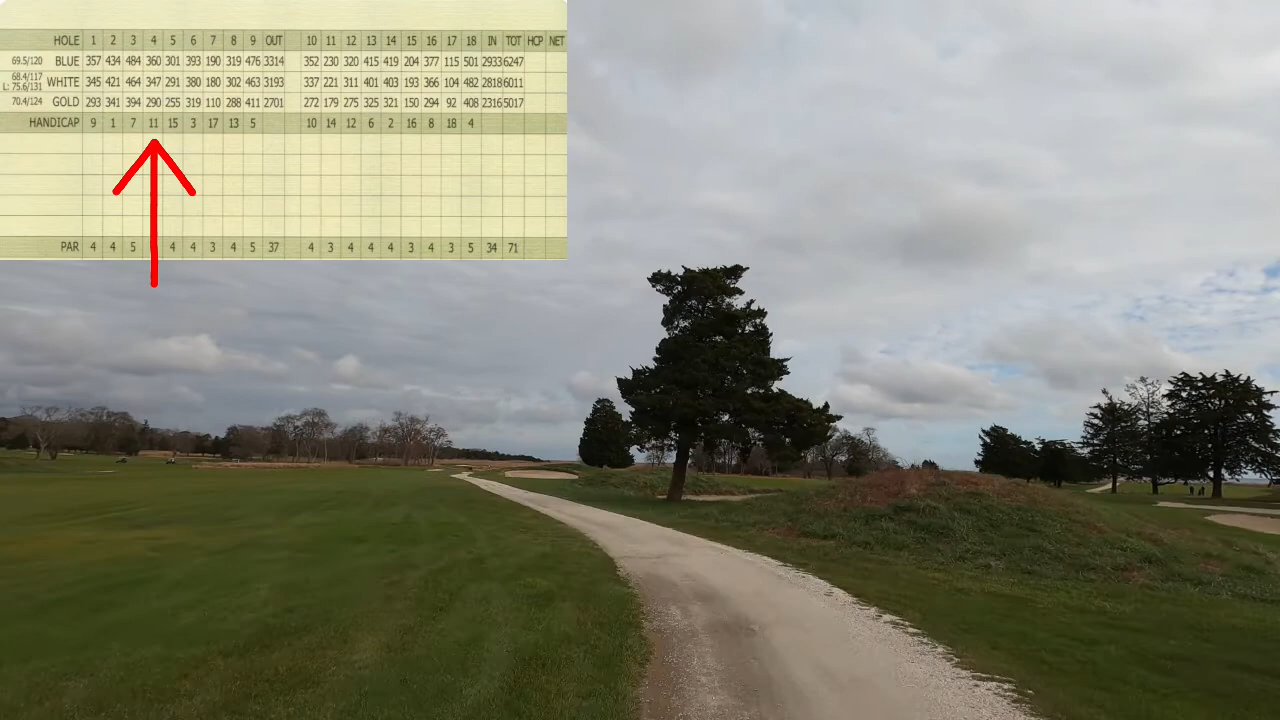 HOLE 1 2 3 4 5 6 7 8 9 OUT 10 11 12 13 14 15 16 17 18 IN TOT HCP NET
69.5/120 BLUE 357 434 484 360 301 393 190 319 476 3314 352 230 320 415 419 204 377 115 501 2933 6247
68.4/117 L: 75.6/131 WHITE 345 421 464 347 291 380 180 302 463 3193 337 221 311 401 403 193 366 104 482 2818 6011
70.4/124 GOLD 293 341 394 290 255 319 110 288 411 2701 272 179 275 325 321 150 294 92 408 2316 5017
HANDICAP 9 1 7 11 15 3 17 13 5 10 14 12 6 2 16 8 18 4
PAR 4 4 5 4 4 3 4 5 37 4 3 4 4 4 3 4 3 5 34 71